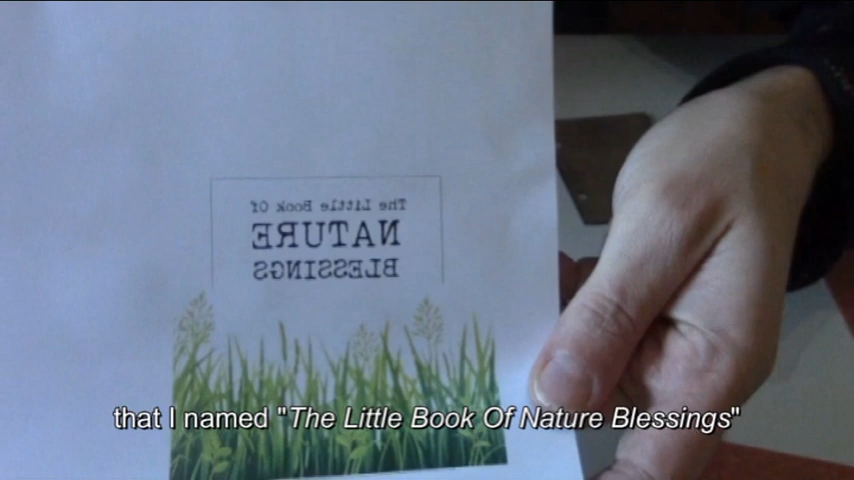 The Little Book Of
NATURE
BLESSINGS
that I named "The Little Book Of Nature Blessings"